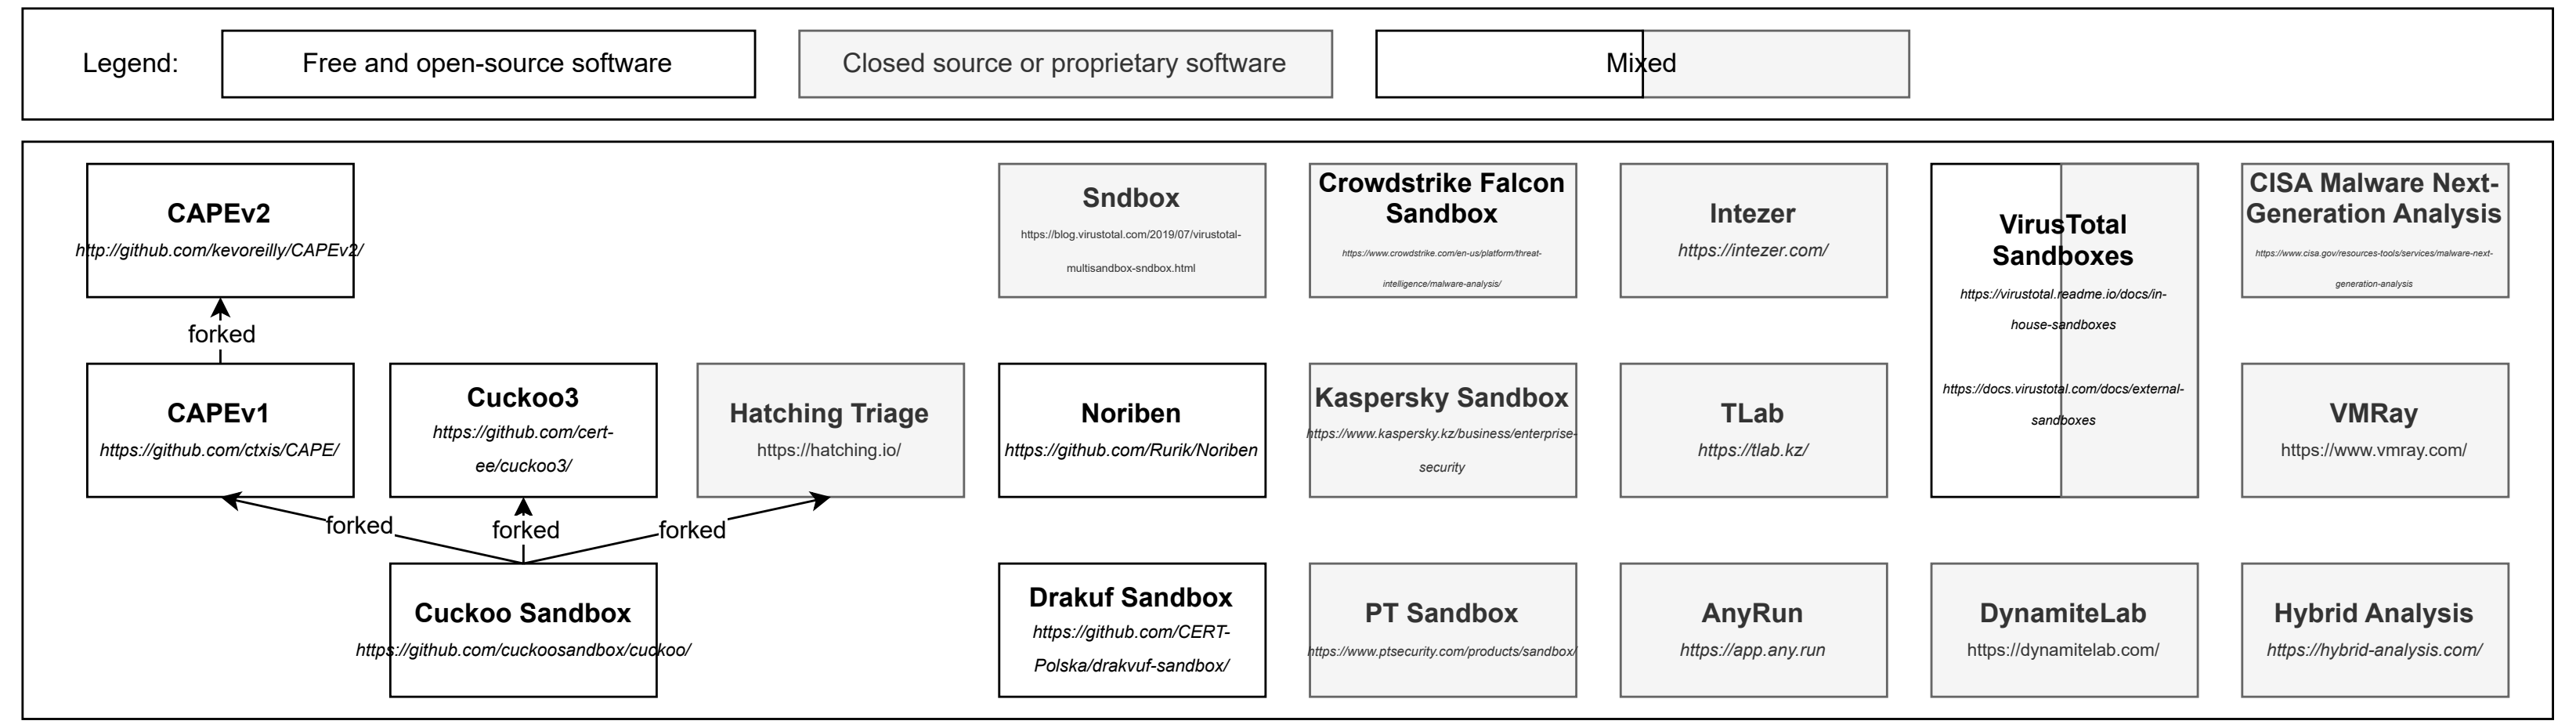 Legend:
Free and open-source software
Closed source or proprietary software
Mixed
CAPEv2
http://github.com/kevoreilly/CAPEv2/
Sndbox
https://blog.virustotal.com/2019/07/virustotal-
multisandbox-sndbox.html
Crowdstrike Falcon
Sandbox
https://www.crowdstrike.com/en-us/platform/threat-
intelligence/malware-analysis/
Intezer
https://intezer.com/
VirusTotal
Sandboxes
https://virustotal.readme.io/docs/in-
house-sandboxes
https://docs.virustotal.com/docs/external-
sandboxes
CISA Malware Next-
Generation Analysis
https://www.cisa.gov/resources-tools/services/malware-next-
generation-analysis
forked
CAPEv1
https://github.com/ctxis/CAPE/
Cuckoo3
https://github.com/cert-
ee/cuckoo3/
Hatching Triage
https://hatching.io/
Noriben
https://github.com/Rurik/Noriben
Kaspersky Sandbox
https://www.kaspersky.kz/business/enterprise-
security
TLab
https://tlab.kz/
VMRay
https://www.vmray.com/
forked
forked
forked
Cuckoo Sandbox
https://github.com/cuckoosandbox/cuckoo/
Drakuf Sandbox
https://github.com/CERT-
Polska/drakvuf-sandbox/
PT Sandbox
https://www.ptsecurity.com/products/sandbox/
AnyRun
https://app.any.run
DynamiteLab
https://dynamitelab.com/
Hybrid Analysis
https://hybrid-analysis.com/